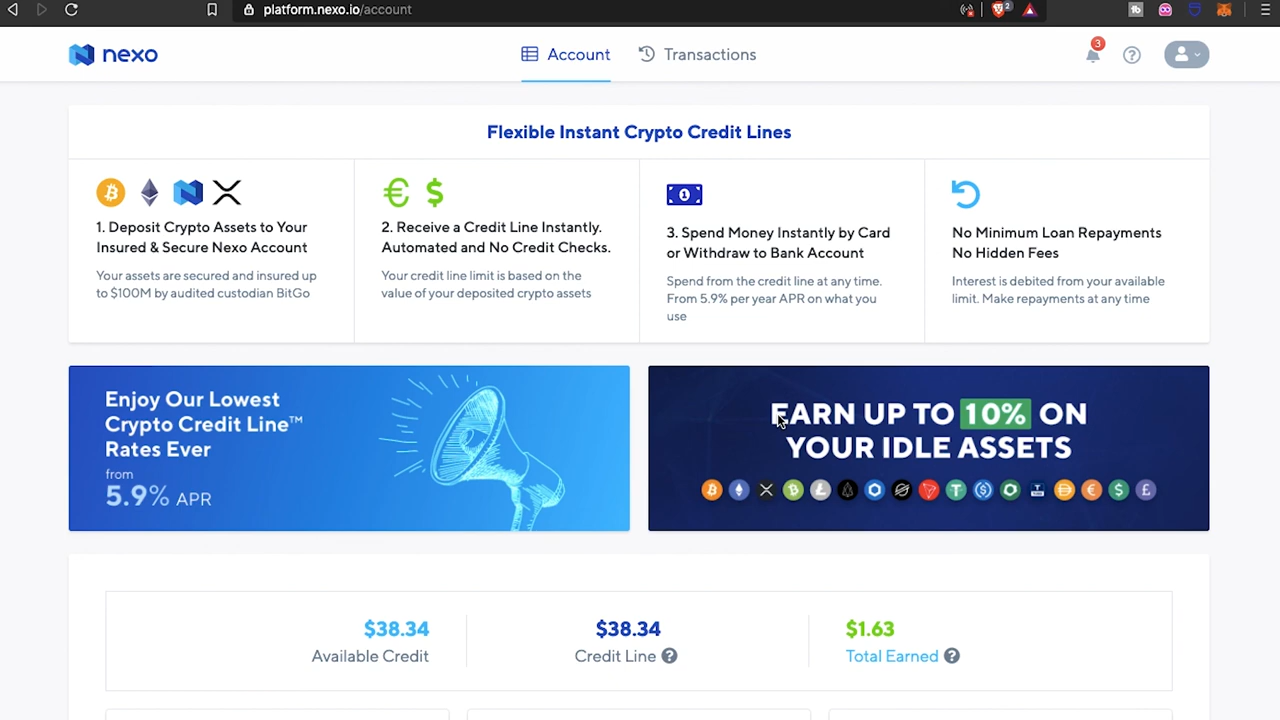 platform.nexo.io/account
2
nexo
Account
Transactions
3
Flexible Instant Crypto Credit Lines
1. Deposit Crypto Assets to Your
Insured & Secure Nexo Account
Your assets are secured and insured up
to $100M by audited custodian BitGo
2. Receive a Credit Line Instantly.
Automated and No Credit Checks.
Your credit line limit is based on the
value of your deposited crypto assets
3. Spend Money Instantly by Card
or Withdraw to Bank Account
Spend from the credit line at any time.
From 5.9% per year APR on what you
use
No Minimum Loan Repayments
No Hidden Fees
Interest is debited from your available
limit. Make repayments at any time
Enjoy Our Lowest
Crypto Credit Line™
Rates Ever
from
5.9% APR
EARN UP TO 10% ON
YOUR IDLE ASSETS
$38.34
Available Credit
$38.34
Credit Line
$1.63
Total Earned